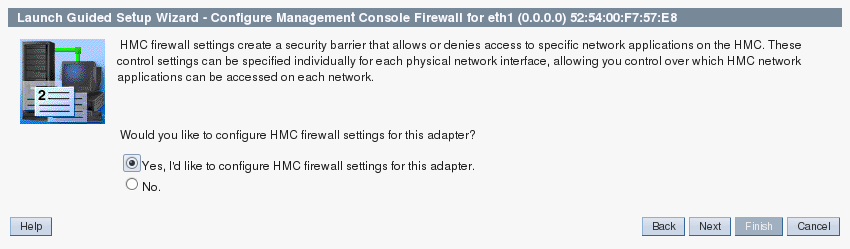 Launch Guided Setup Wizard - Configure Management Console Firewall for eth1 (0.0.0.0) 52:54:00:F7:57:E8
HMC firewall settings create a security barrier that allows or denies access to specific network applications on the HMC. These
control settings can be specified individually for each physical network interface, allowing you control over which HMC network
applications can be accessed on each network.
2
Would you like to configure HMC firewall settings for this adapter?
Yes, I'd like to configure HMC firewall settings for this adapter.
No.
Help Back Next Finish Cancel